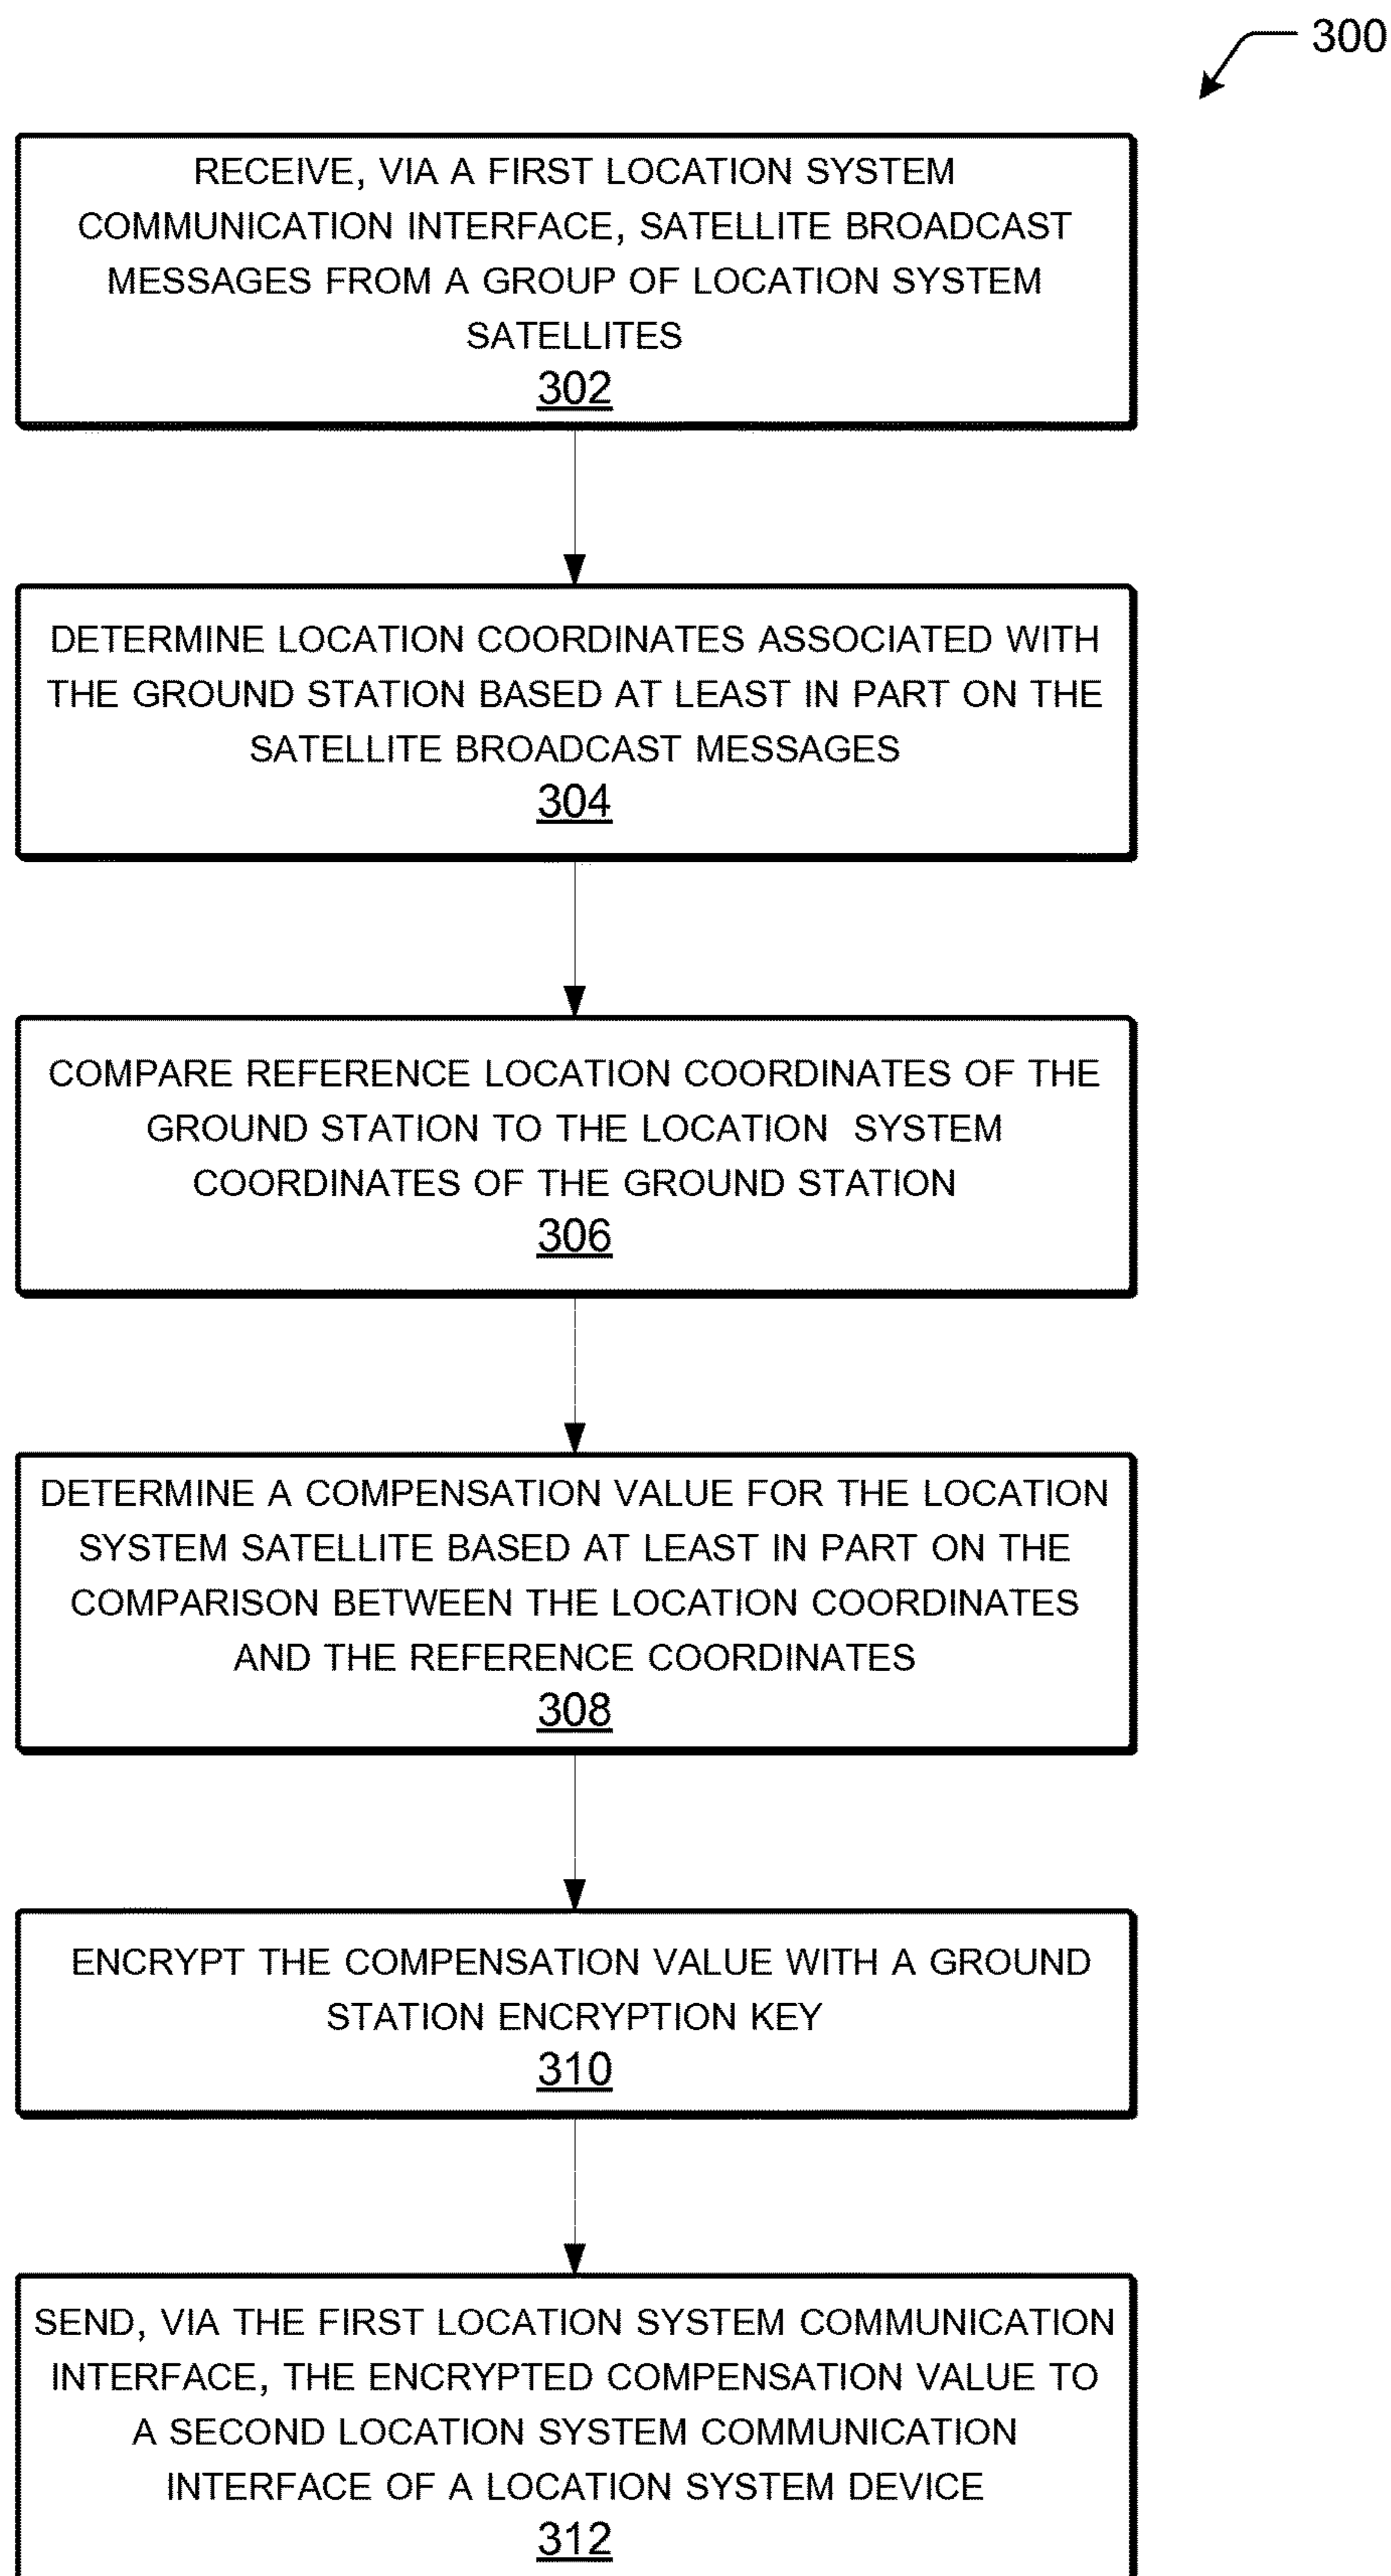 300
RECEIVE, VIA A FIRST LOCATION SYSTEM
COMMUNICATION INTERFACE, SATELLITE BROADCAST
MESSAGES FROM A GROUP OF LOCATION SYSTEM
SATELLITES
302
DETERMINE LOCATION COORDINATES ASSOCIATED WITH
THE GROUND STATION BASED AT LEAST IN PART ON THE
SATELLITE BROADCAST MESSAGES
304
COMPARE REFERENCE LOCATION COORDINATES OF THE
GROUND STATION TO THE LOCATION SYSTEM
COORDINATES OF THE GROUND STATION
306
DETERMINE A COMPENSATION VALUE FOR THE LOCATION
SYSTEM SATELLITE BASED AT LEAST IN PART ON THE
COMPARISON BETWEEN THE LOCATION COORDINATES
AND THE REFERENCE COORDINATES
308
ENCRYPT THE COMPENSATION VALUE WITH A GROUND
STATION ENCRYPTION KEY
310
SEND, VIA THE FIRST LOCATION SYSTEM COMMUNICATION
INTERFACE, THE ENCRYPTED COMPENSATION VALUE TO
A SECOND LOCATION SYSTEM COMMUNICATION
INTERFACE OF A LOCATION SYSTEM DEVICE
312